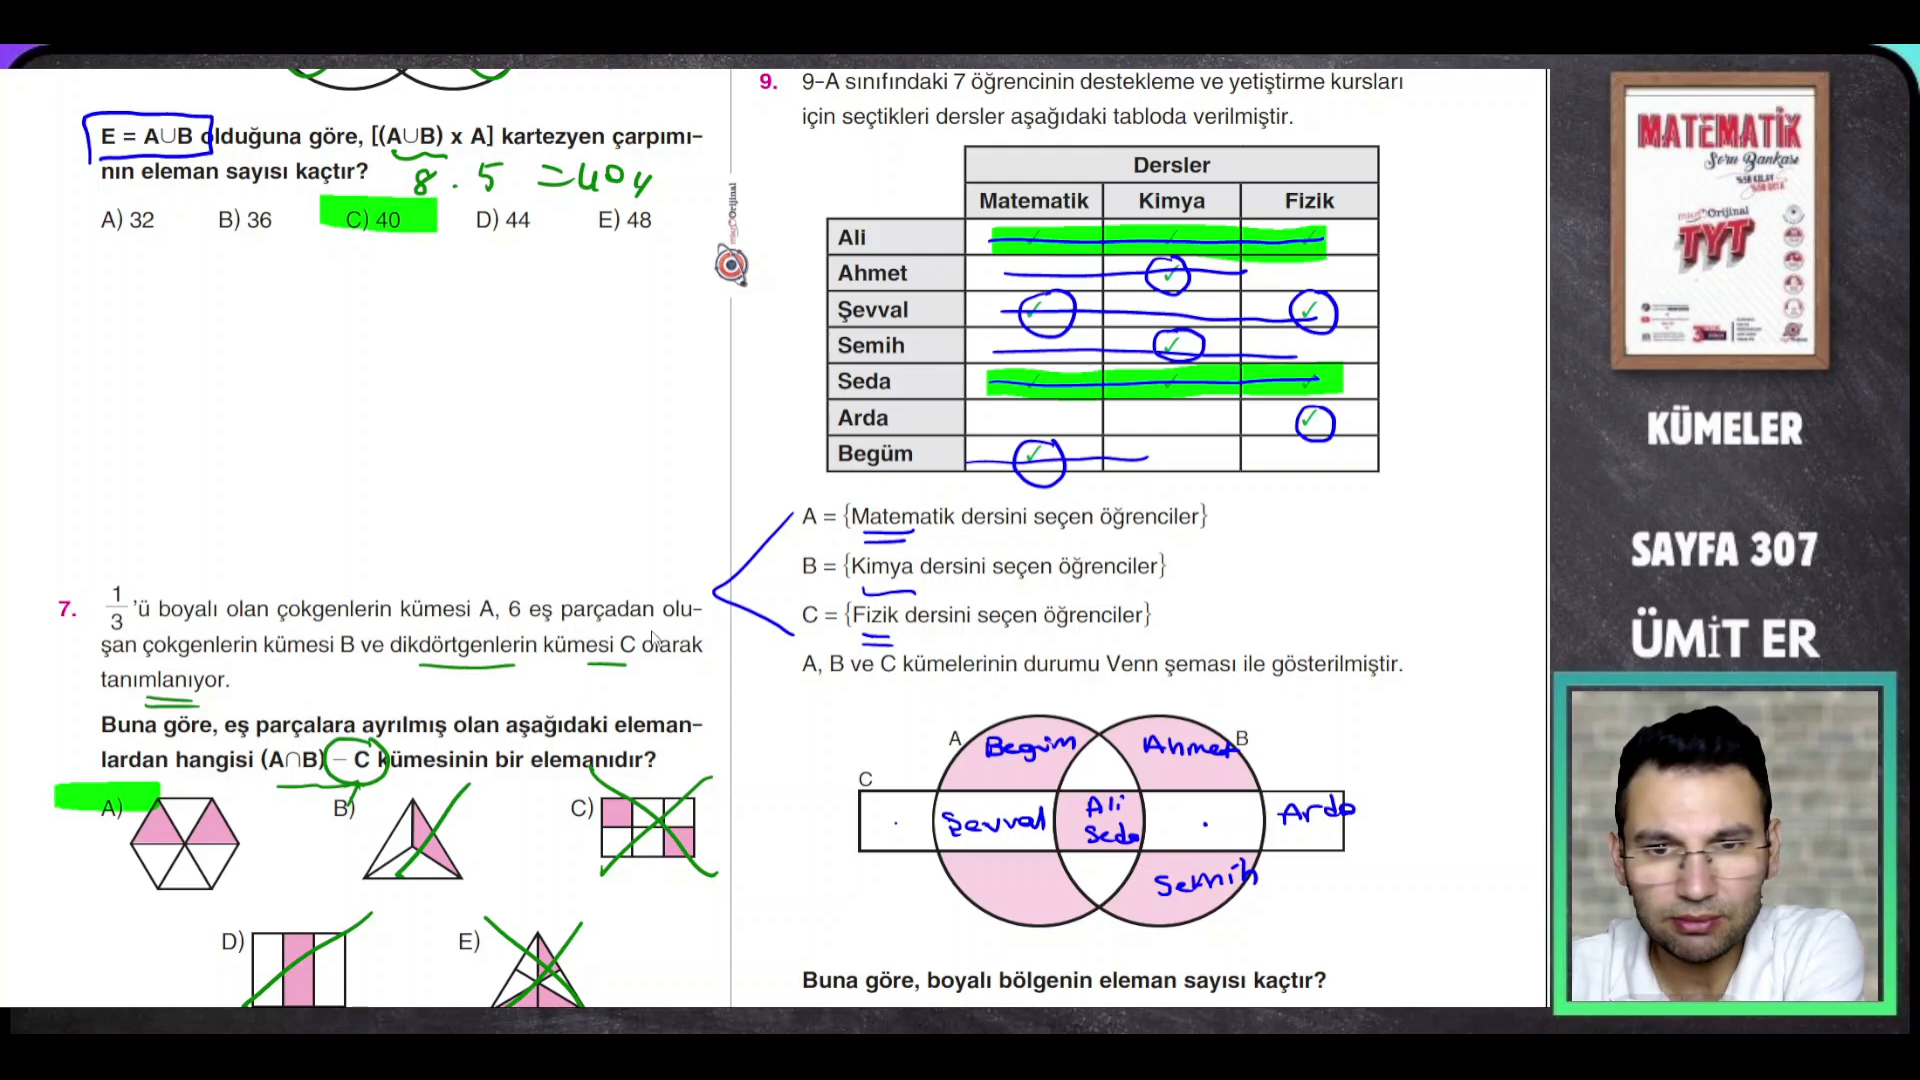 E = A∪B olduğuna göre, [(A∪B) x A] kartezyen çarpımı-
nın eleman sayısı kaçtır?
8 . 5 = 40
A) 32 B) 36 C) 40 D) 44 E) 48
7. 1/3 'ü boyalı olan çokgenlerin kümesi A, 6 eş parçadan olu-
şan çokgenlerin kümesi B ve dikdörtgenlerin kümesi C olarak
tanımlanıyor.
Buna göre, eş parçalara ayrılmış olan aşağıdaki eleman-
lardan hangisi (A∩B) – C kümesinin bir elemanıdır?
A) B) C)
D) E)
micro Orijinal
9. 9–A sınıfındaki 7 öğrencinin destekleme ve yetiştirme kursları
için seçtikleri dersler aşağıdaki tabloda verilmiştir.
Dersler
Matematik Kimya Fizik
Ali ✓ ✓ ✓
Ahmet ✓
Şevval ✓ ✓
Semih ✓
Seda ✓ ✓ ✓
Arda ✓
Begüm ✓
A = {Matematik dersini seçen öğrenciler}
B = {Kimya dersini seçen öğrenciler}
C = {Fizik dersini seçen öğrenciler}
A, B ve C kümelerinin durumu Venn şeması ile gösterilmiştir.
A Begüm Ahmet B
C
Şevval Ali Seda Arda
Semih
Buna göre, boyalı bölgenin eleman sayısı kaçtır?
MATEMATİK
Soru Bankası
micro Orijinal
TYT
KÜMELER
SAYFA 307
ÜMİT ER